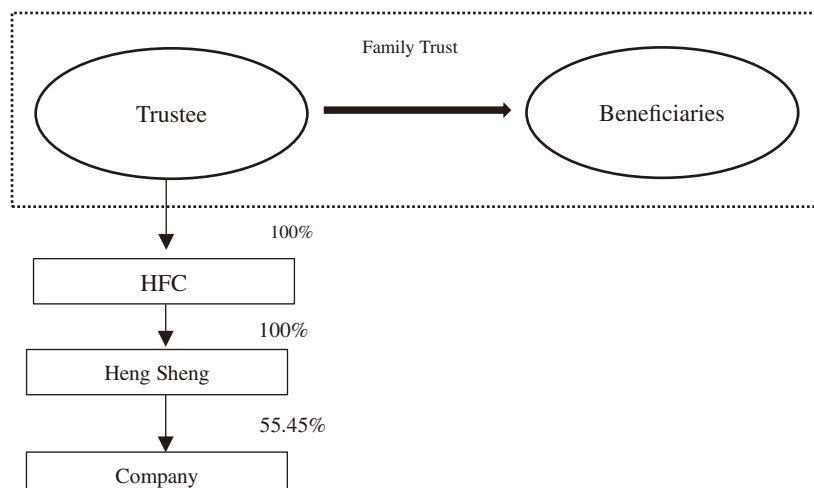 Family Trust
Trustee
Beneficiaries
100%
HFC
100%
Heng Sheng
55.45%
Company